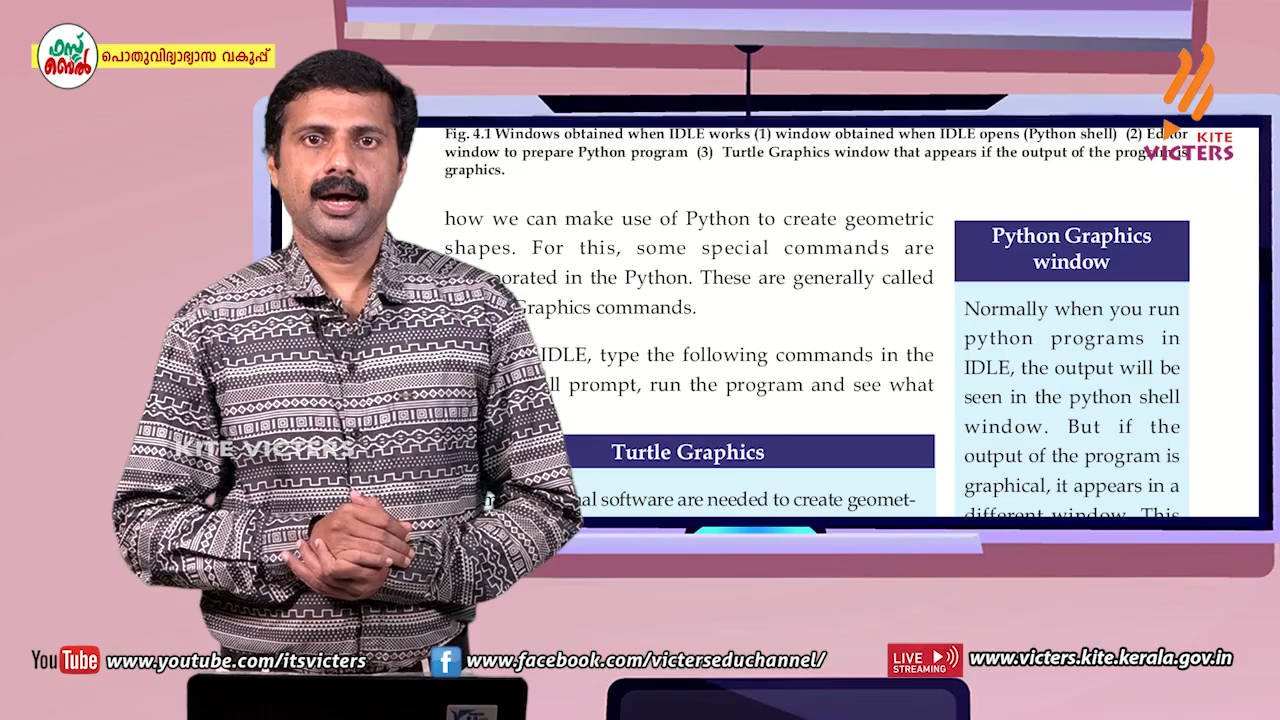 ഫസ്റ്റ്
ബെൽ
പൊതുവിദ്യാഭ്യാസ വകുപ്പ്
KITE
VICTERS
Fig. 4.1 Windows obtained when IDLE works (1) window obtained when IDLE opens (Python shell) (2) Editor
window to prepare Python program (3) Turtle Graphics window that appears if the output of the program is
graphics.
how we can make use of Python to create geometric
shapes. For this, some special commands are
in the Python. These are generally called
Graphics commands.
IDLE, type the following commands in the
prompt, run the program and see what
Turtle Graphics
software are needed to create geomet-
Python Graphics
window
Normally when you run
python programs in
IDLE, the output will be
seen in the python shell
window. But if the
output of the program is
graphical, it appears in a
different window. This
KITE VICTERS
YouTube www.youtube.com/itsvicters
f www.facebook.com/victerseduchannel/
LIVE
STREAMING
www.victers.kite.kerala.gov.in